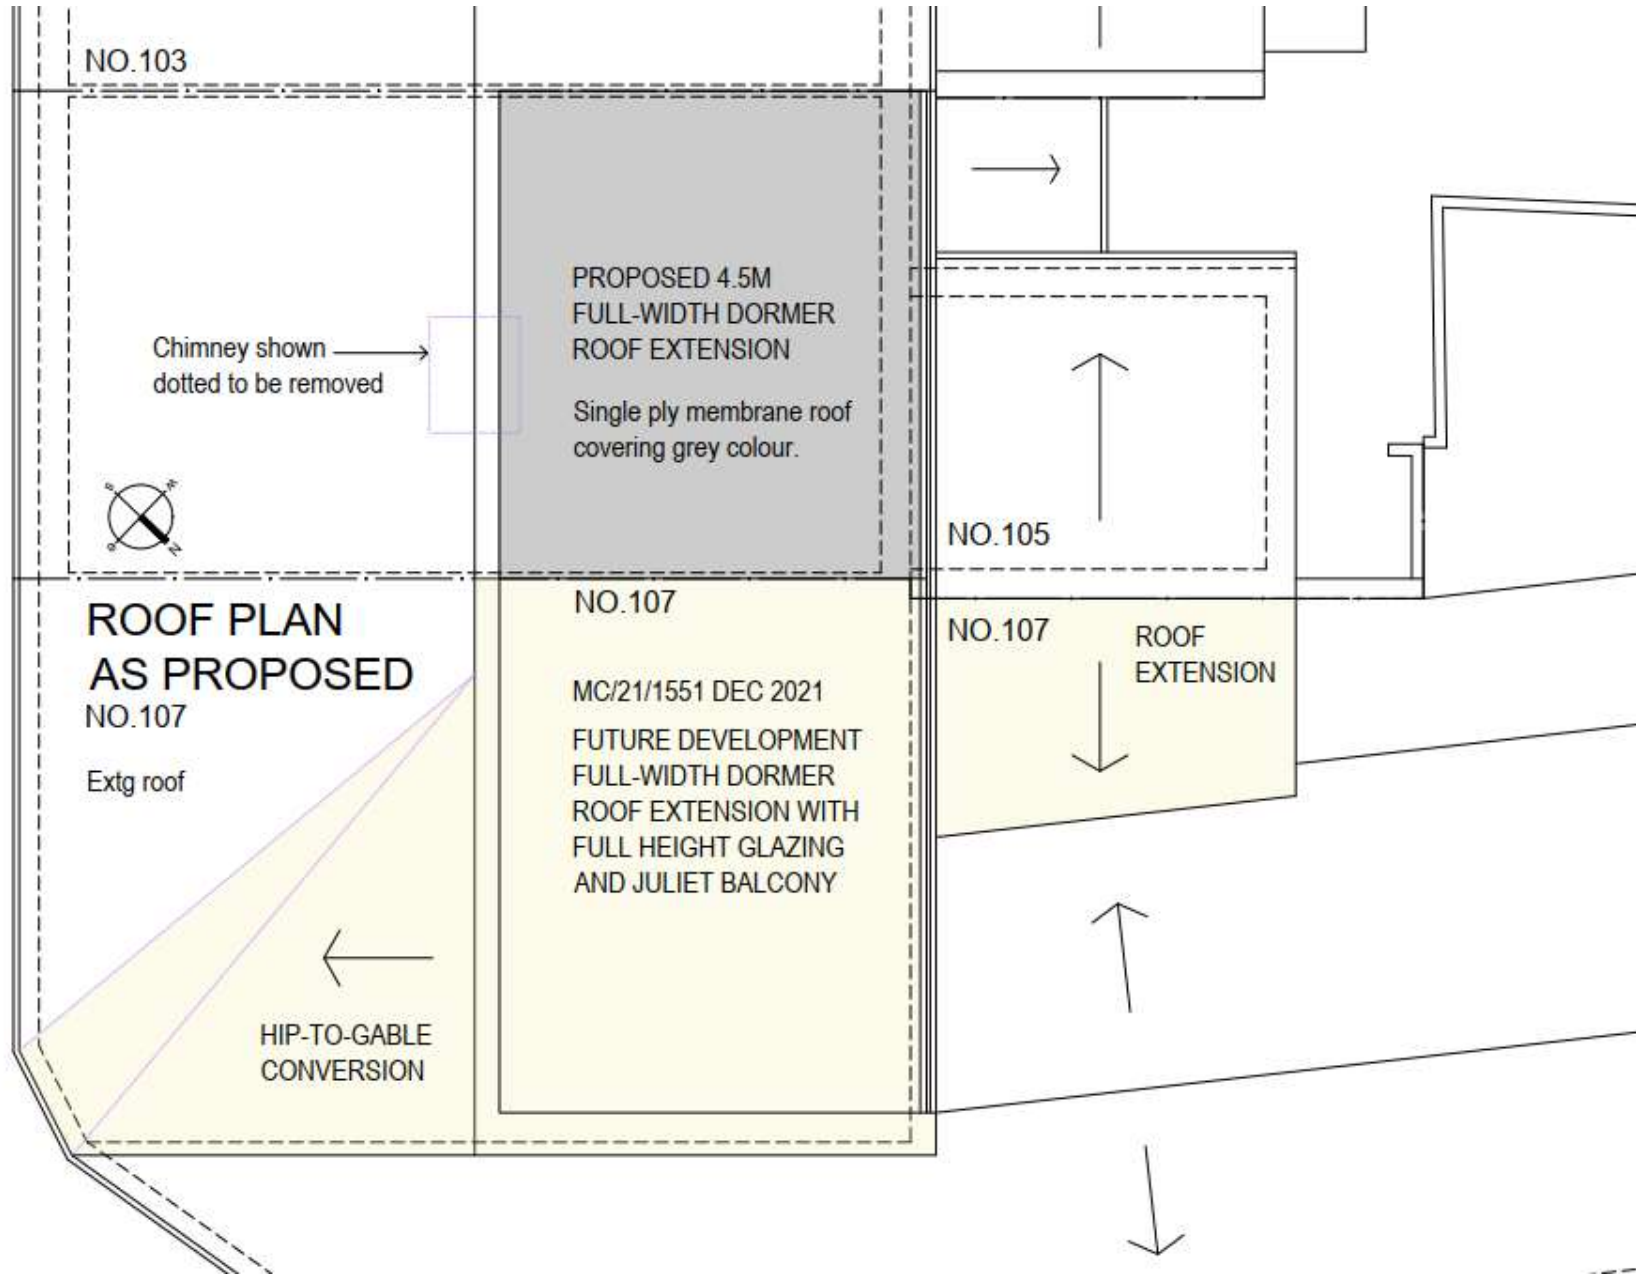 NO.103
PROPOSED 4.5M
FULL-WIDTH DORMER
ROOF EXTENSION
Chimney shown
dotted to be removed
Single ply membrane roof
covering grey colour.
S
W
N
NO.105
ROOF PLAN
AS PROPOSED
NO.107
Extg roof
NO.107
MC/21/1551 DEC 2021
FUTURE DEVELOPMENT
FULL-WIDTH DORMER
ROOF EXTENSION WITH
FULL HEIGHT GLAZING
AND JULIET BALCONY
NO.107
ROOF
EXTENSION
HIP-TO-GABLE
CONVERSION